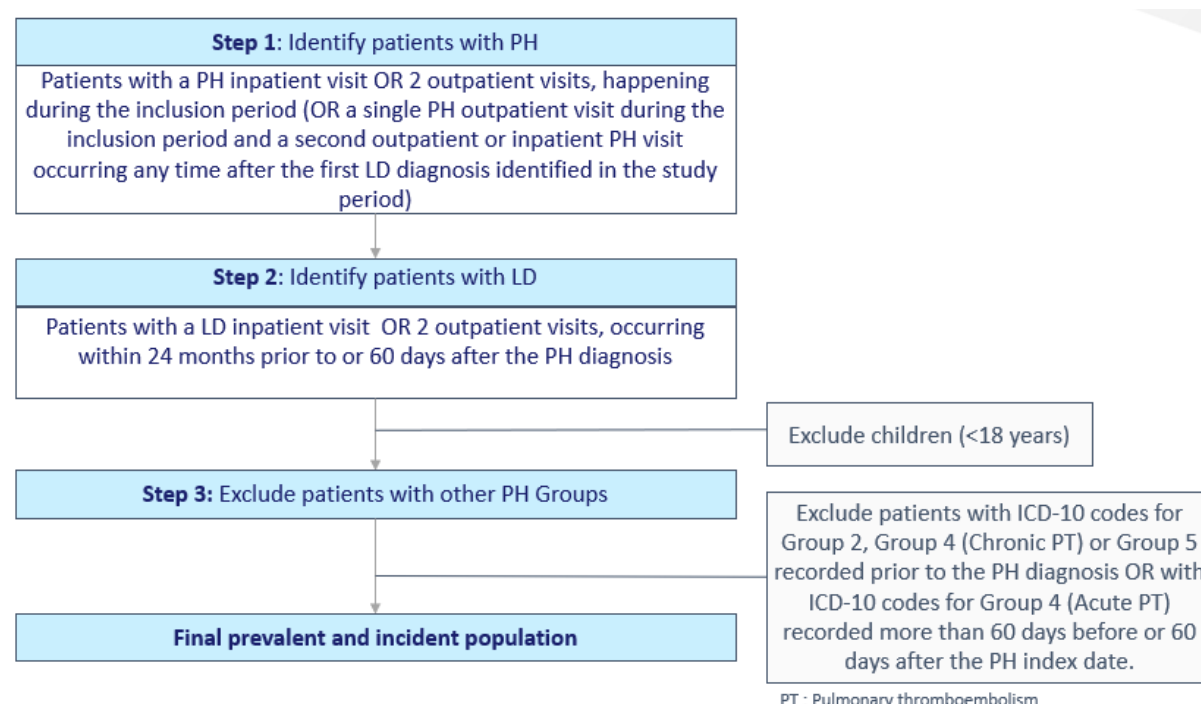 Step 1: Identify patients with PH
Patients with a PH inpatient visit OR 2 outpatient visits, happening
during the inclusion period (OR a single PH outpatient visit during the
inclusion period and a second outpatient or inpatient PH visit
occurring any time after the first LD diagnosis identified in the study
period)
Step 2: Identify patients with LD
Patients with a LD inpatient visit OR 2 outpatient visits, occurring
within 24 months prior to or 60 days after the PH diagnosis
Exclude children (<18 years)
Step 3: Exclude patients with other PH Groups
Exclude patients with ICD-10 codes for
Group 2, Group 4 (Chronic PT) or Group 5
recorded prior to the PH diagnosis OR with
ICD-10 codes for Group 4 (Acute PT)
recorded more than 60 days before or 60
days after the PH index date.
Final prevalent and incident population
PT : Pulmonary thromboembolism